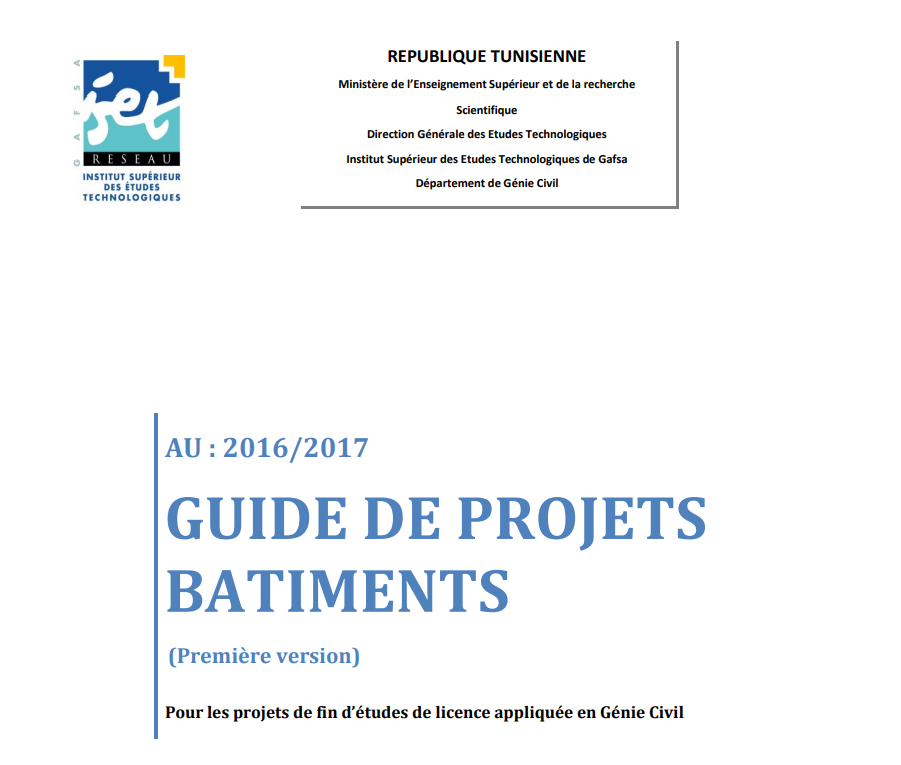 GAFSA
iset
RESEAU
INSTITUT SUPÉRIEUR
DES ÉTUDES
TECHNOLOGIQUES
REPUBLIQUE TUNISIENNE
Ministère de l’Enseignement Supérieur et de la recherche
Scientifique
Direction Générale des Etudes Technologiques
Institut Supérieur des Etudes Technologiques de Gafsa
Département de Génie Civil
AU : 2016/2017
GUIDE DE PROJETS
BATIMENTS
(Première version)
Pour les projets de fin d’études de licence appliquée en Génie Civil